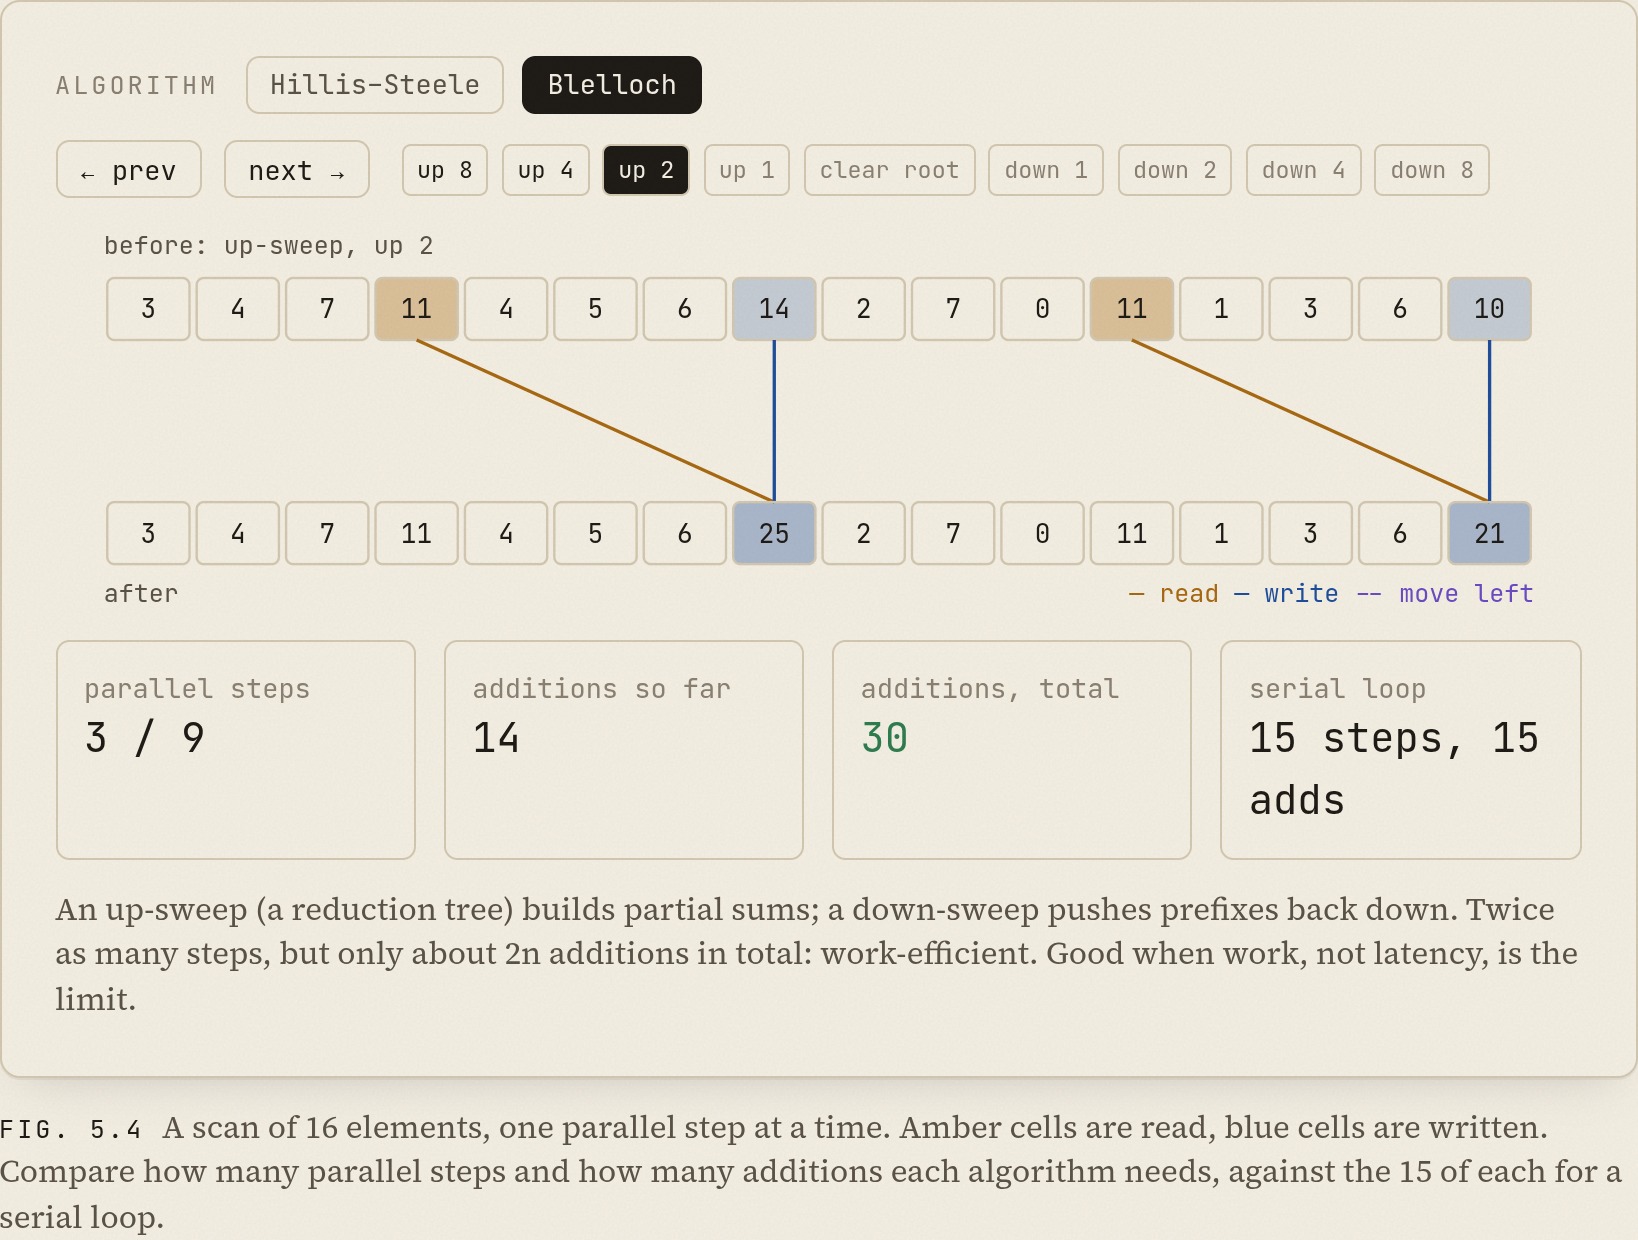 ALGORITHM Hillis–Steele Blelloch
← prev next → up 8 up 4 up 2 up 1 clear root down 1 down 2 down 4 down 8
before: up-sweep, up 2
3 4 7 11 4 5 6 14 2 7 0 11 1 3 6 10
3 4 7 11 4 5 6 25 2 7 0 11 1 3 6 21
after — read — write -- move left
parallel steps additions so far additions, total serial loop
3 / 9 14 30 15 steps, 15
adds
An up-sweep (a reduction tree) builds partial sums; a down-sweep pushes prefixes back down. Twice
as many steps, but only about 2n additions in total: work-efficient. Good when work, not latency, is the
limit.
FIG. 5.4 A scan of 16 elements, one parallel step at a time. Amber cells are read, blue cells are written.
Compare how many parallel steps and how many additions each algorithm needs, against the 15 of each for a
serial loop.